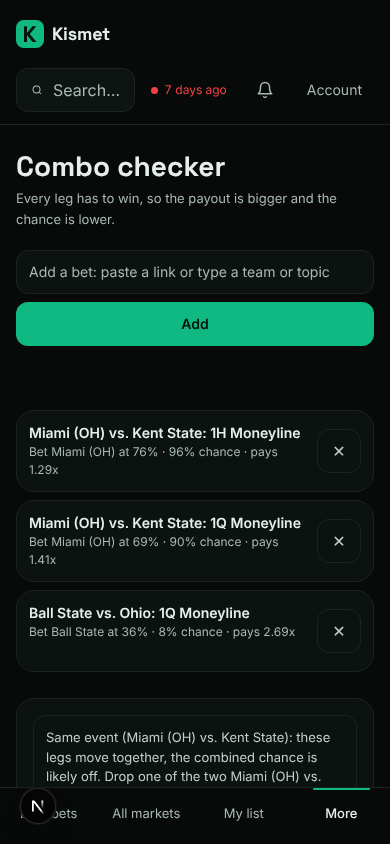 K Kismet
Search...
7 days ago
Account
Combo checker
Every leg has to win, so the payout is bigger and the
chance is lower.
Add a bet: paste a link or type a team or topic
Add
Miami (OH) vs. Kent State: 1H Moneyline
Bet Miami (OH) at 76% · 96% chance · pays
1.29x
✕
Miami (OH) vs. Kent State: 1Q Moneyline
Bet Miami (OH) at 69% · 90% chance · pays
1.41x
✕
Ball State vs. Ohio: 1Q Moneyline
Bet Ball State at 36% · 8% chance · pays 2.69x
✕
Same event (Miami (OH) vs. Kent State): these
legs move together, the combined chance is
likely off. Drop one of the two Miami (OH) vs.
N
bets
All markets
My list
More